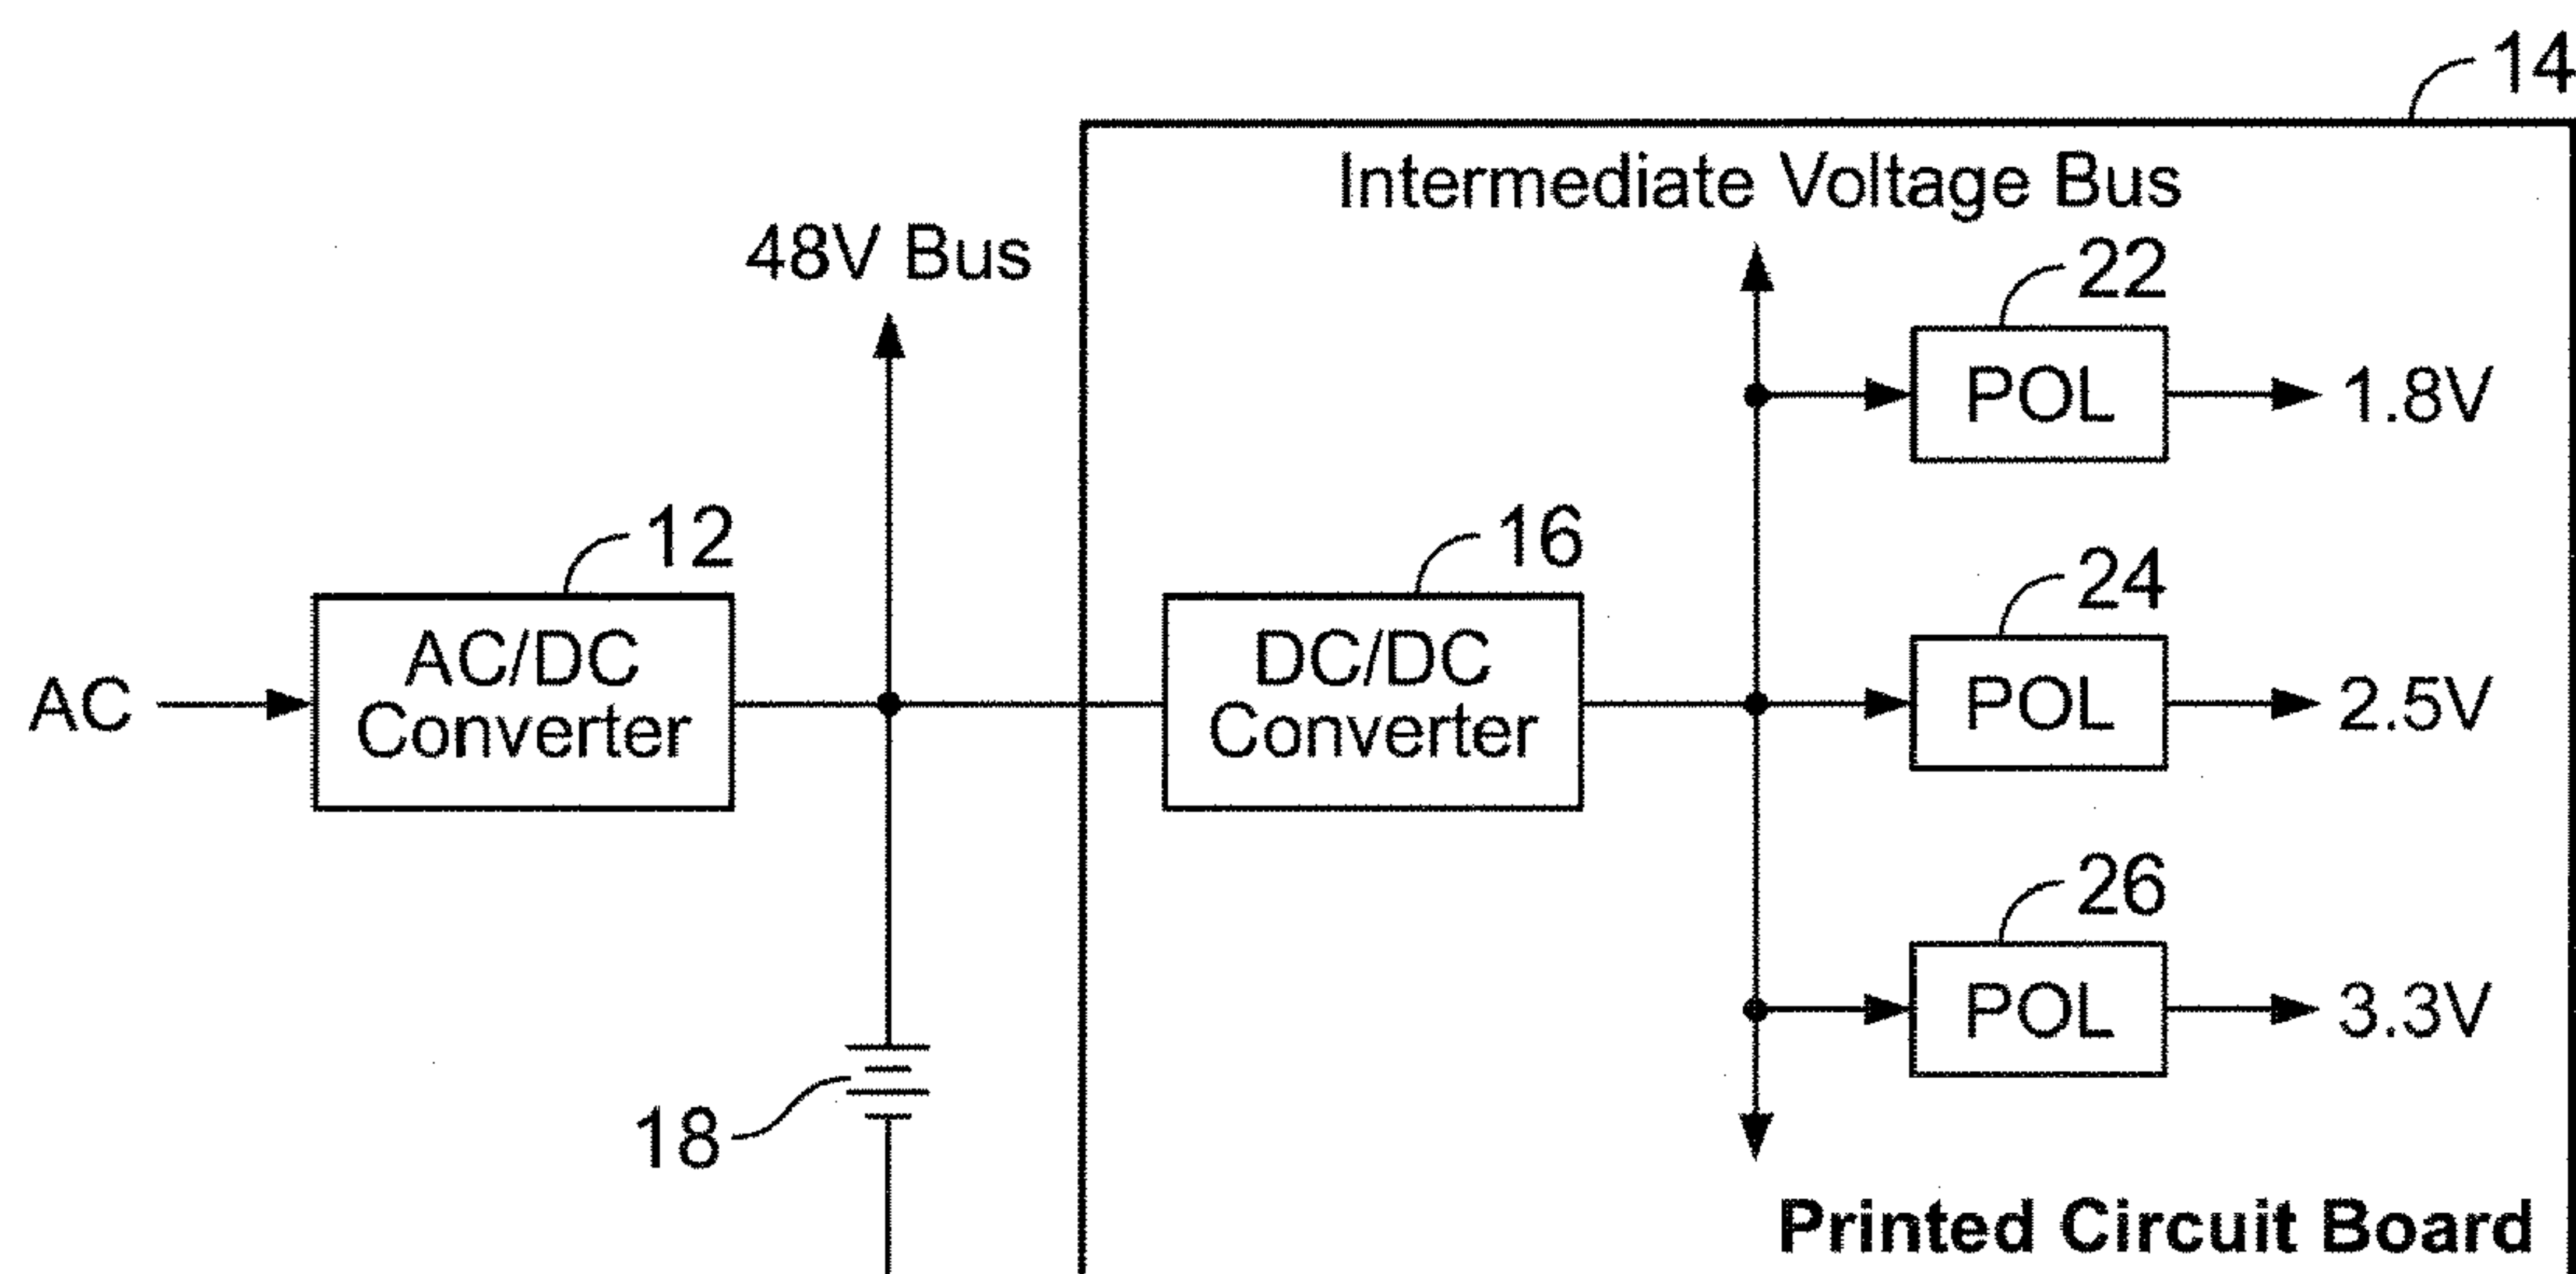 14
Intermediate Voltage Bus
48V Bus
22
POL
1.8V
12
16
24
AC
AC/DC
Converter
DC/DC
Converter
POL
2.5V
26
POL
3.3V
18
Printed Circuit Board